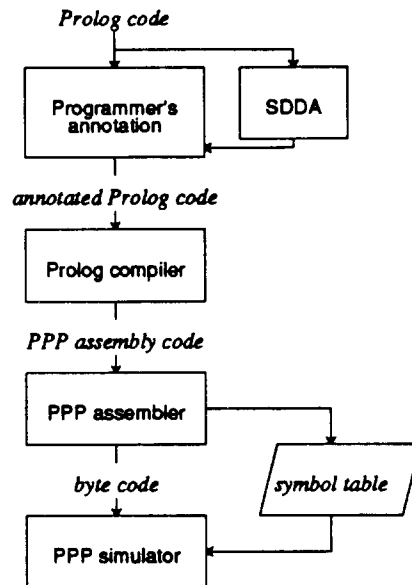 Prolog code
Programmer's
annotation
SDDA
annotated Prolog code
Prolog compiler
PPP assembly code
PPP assembler
byte code
symbol table
PPP simulator